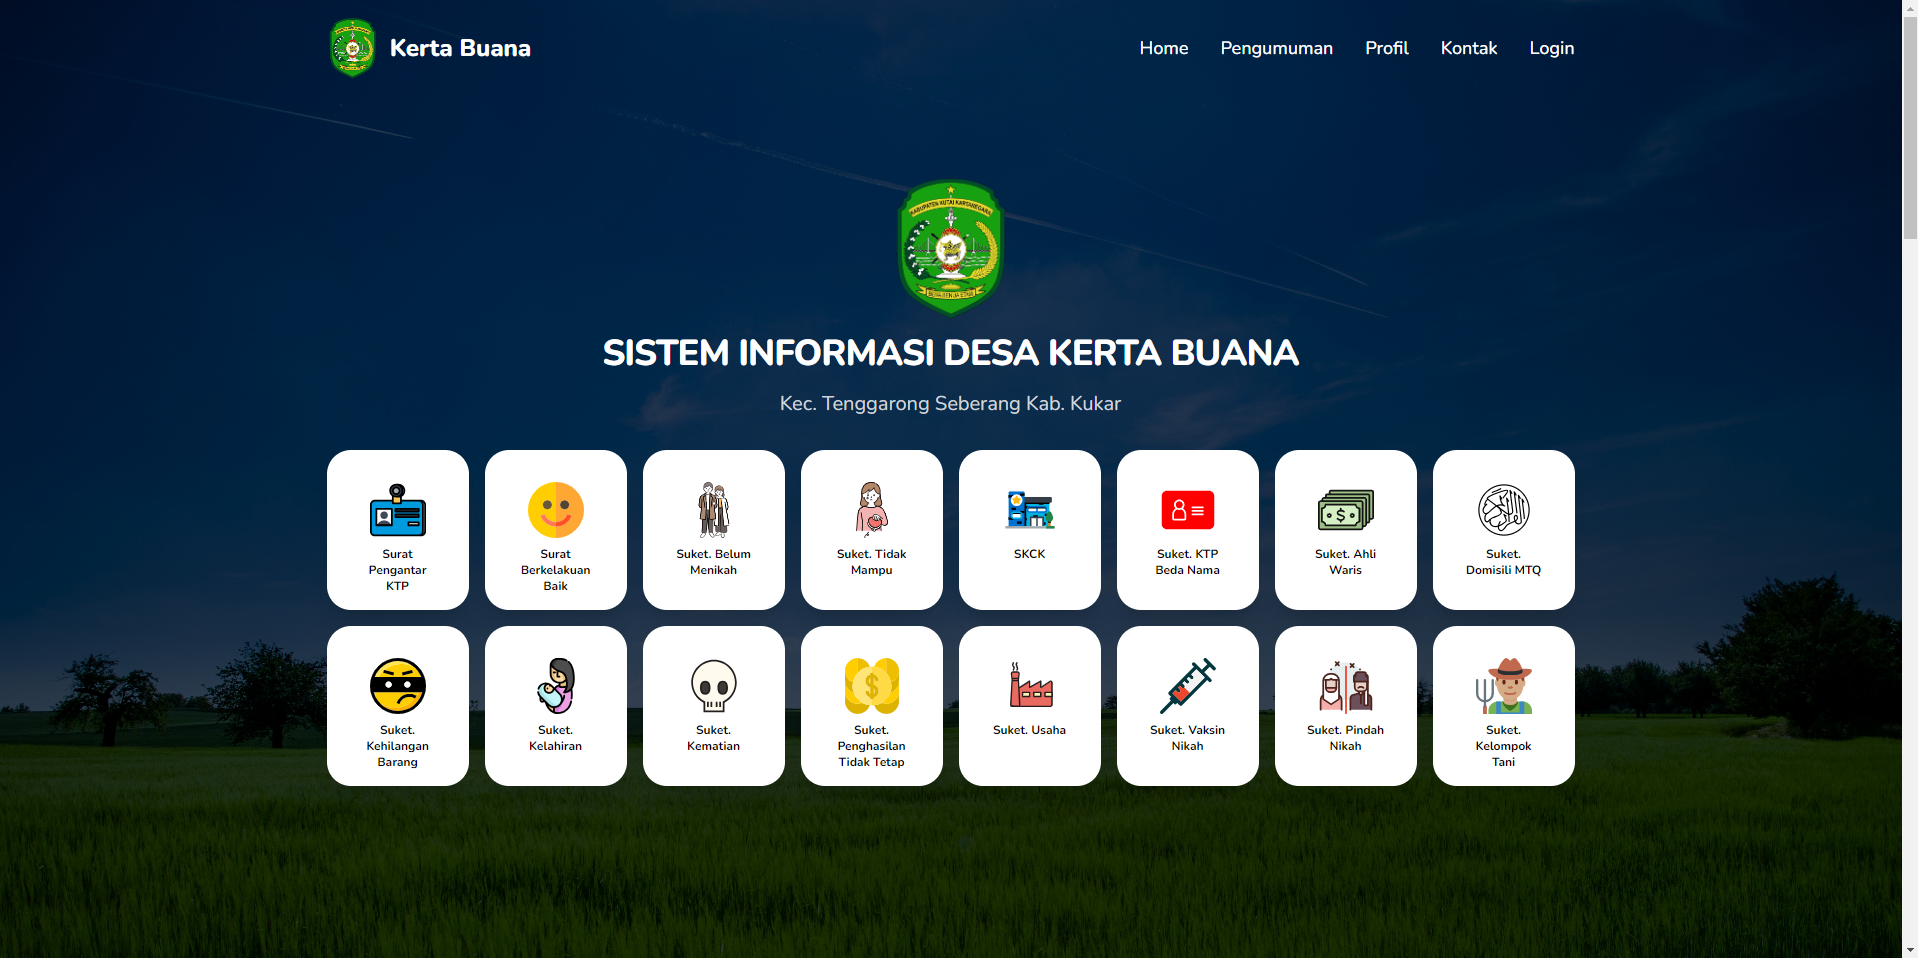 Kerta Buana
Home
Pengumuman
Profil
Kontak
Login
KABUPATEN KUTAI KARTANEGARA
SISTEM INFORMASI DESA KERTA BUANA
Kec. Tenggarong Seberang Kab. Kukar
Surat
Pengantar
KTP
Surat
Berkelakuan
Baik
Suket. Belum
Menikah
Suket. Tidak
Mampu
SKCK
Suket. KTP
Beda Nama
Suket. Ahli
Waris
Suket.
Domisili MTQ
Suket.
Kehilangan
Barang
Suket.
Kelahiran
Suket.
Kematian
Suket.
Penghasilan
Tidak Tetap
Suket. Usaha
Suket. Vaksin
Nikah
Suket. Pindah
Nikah
Suket.
Kelompok
Tani